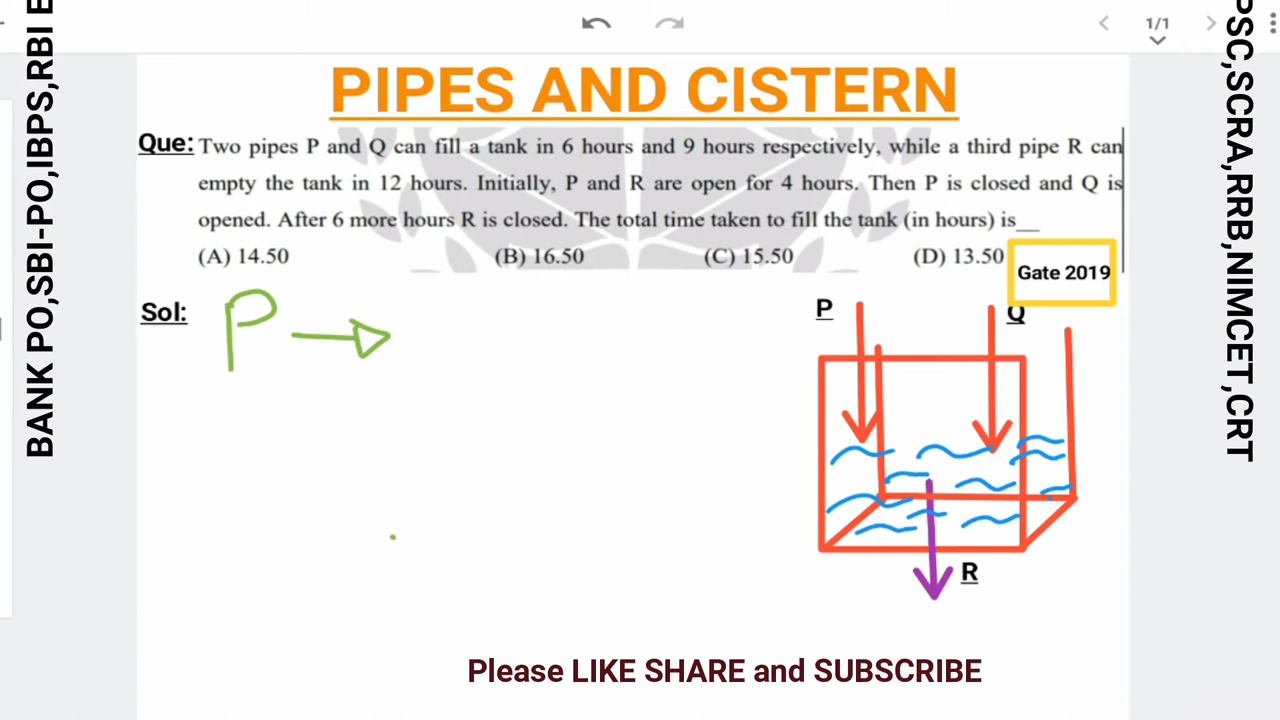 1/1
PIPES AND CISTERN
Que: Two pipes P and Q can fill a tank in 6 hours and 9 hours respectively, while a third pipe R can
empty the tank in 12 hours. Initially, P and R are open for 4 hours. Then P is closed and Q is
opened. After 6 more hours R is closed. The total time taken to fill the tank (in hours) is__
(A) 14.50 (B) 16.50 (C) 15.50 (D) 13.50
Gate 2019
Sol: P
P Q
R
Please LIKE SHARE and SUBSCRIBE
BANK PO,SBI-PO,IBPS,RBI
SC,SCRA,RRB,NIMCET,CRT